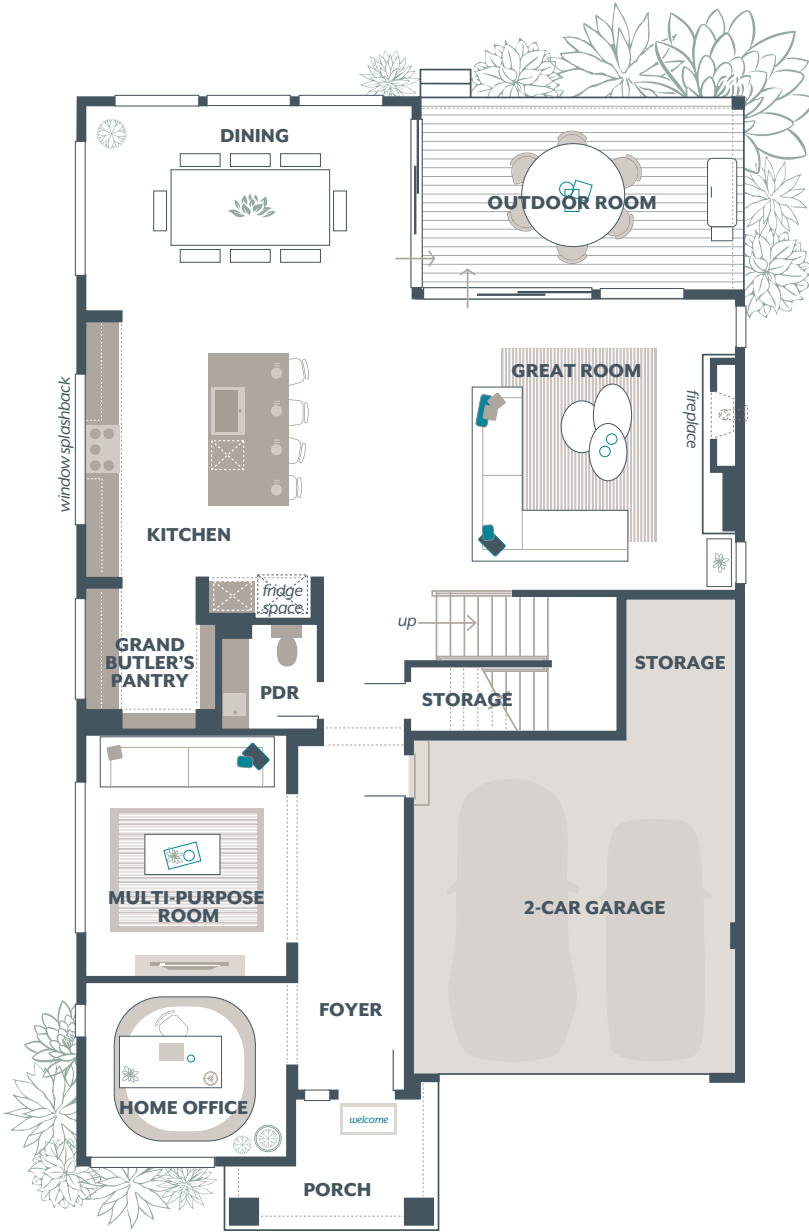 DINING
OUTDOOR ROOM
GREAT ROOM
fireplace
window splashback
KITCHEN
fridge
space
up
GRAND
BUTLER'S
PANTRY
PDR
STORAGE
STORAGE
MULTI-PURPOSE
ROOM
2-CAR GARAGE
FOYER
HOME OFFICE
welcome
PORCH